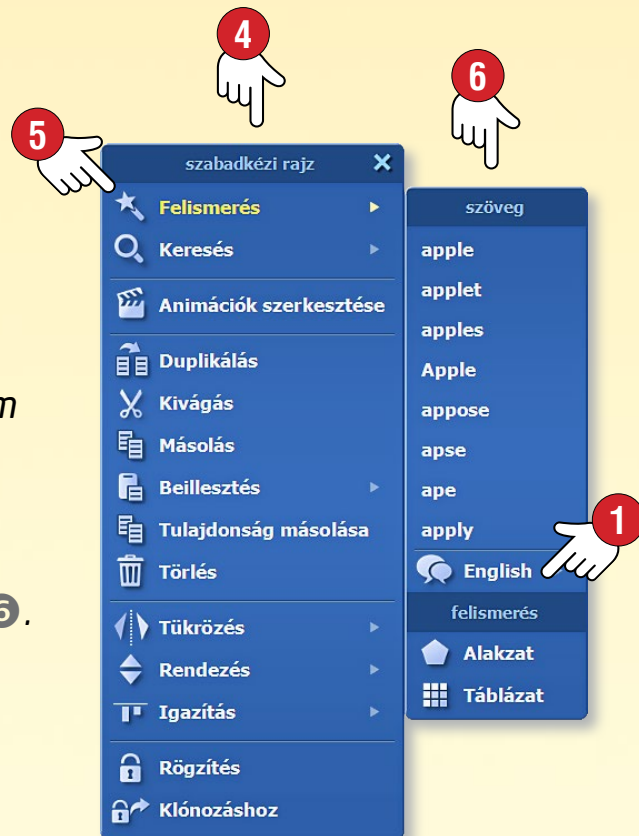 4
6
5
szabadkézi rajz
Felismerés
Keresés
Animációk szerkesztése
Duplikálás
Kivágás
Másolás
Beillesztés
Tulajdonság másolása
Törlés
Tükrözés
Rendezés
Igazítás
Rögzítés
Klónozáshoz
szöveg
apple
applet
apples
Apple
appose
apse
ape
apply
1
English
felismerés
Alakzat
Táblázat
m
6.